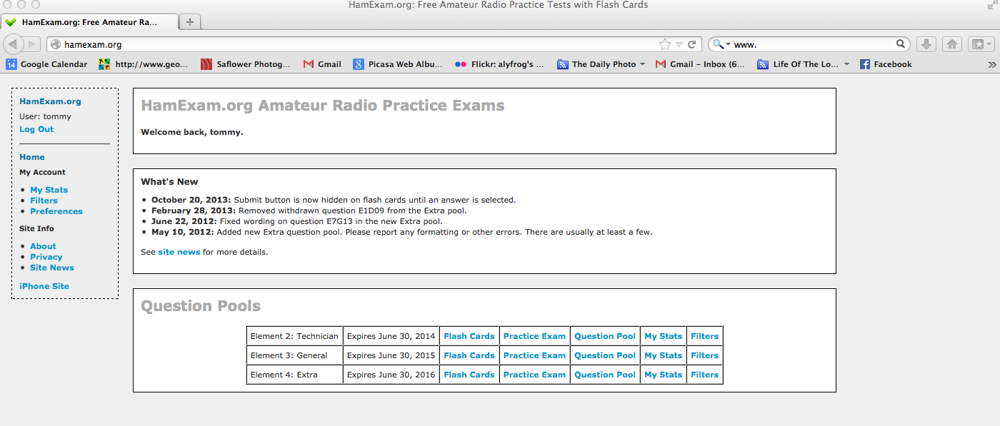 HamExam.org: Free Amateur Radio Practice Tests with Flash Cards
HamExam.org: Free Amateur Ra...
hamexam.org
www.
14 Google Calendar http://www.geo... Saflower Photog... Gmail 8 Picasa Web Albu... Flickr: alyfrog's ... The Daily Photo Gmail - Inbox (6... Life Of The Lo... f Facebook
HamExam.org
User: tommy
Log Out
Home
My Account
My Stats
Filters
Preferences
Site Info
About
Privacy
Site News
iPhone Site
HamExam.org Amateur Radio Practice Exams
Welcome back, tommy.
What's New
October 20, 2013: Submit button is now hidden on flash cards until an answer is selected.
February 28, 2013: Removed withdrawn question E1D09 from the Extra pool.
June 22, 2012: Fixed wording on question E7G13 in the new Extra pool.
May 10, 2012: Added new Extra question pool. Please report any formatting or other errors. There are usually at least a few.
See site news for more details.
Question Pools
Element 2: Technician Expires June 30, 2014 Flash Cards Practice Exam Question Pool My Stats Filters
Element 3: General Expires June 30, 2015 Flash Cards Practice Exam Question Pool My Stats Filters
Element 4: Extra Expires June 30, 2016 Flash Cards Practice Exam Question Pool My Stats Filters